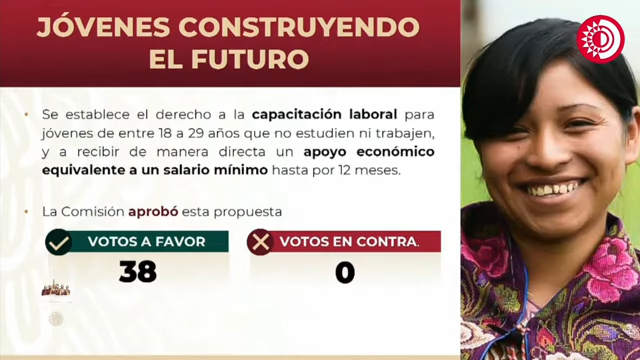 JÓVENES CONSTRUYENDO
EL FUTURO
• Se establece el derecho a la capacitación laboral para
jóvenes de entre 18 a 29 años que no estudien ni trabajen,
y a recibir de manera directa un apoyo económico
equivalente a un salario mínimo hasta por 12 meses.
• La Comisión aprobó esta propuesta
VOTOS A FAVOR
VOTOS EN CONTRA.
38
0